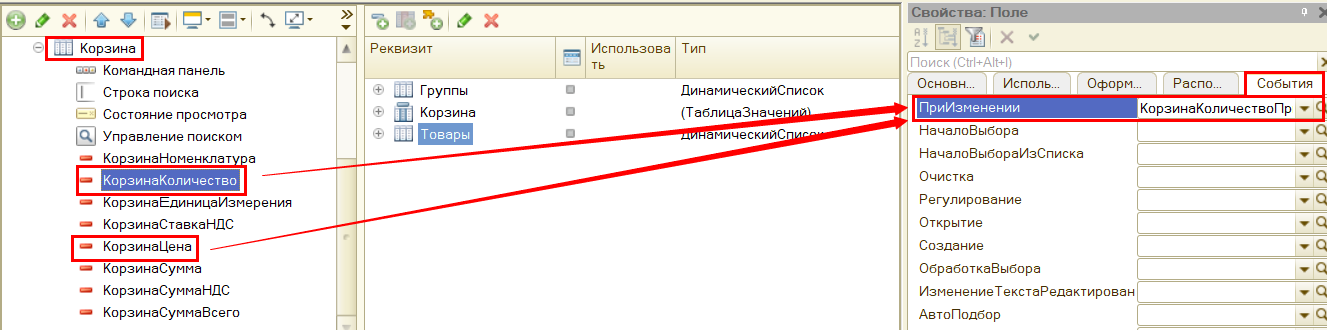 Корзина
Командная панель
Строка поиска
Состояние просмотра
Управление поиском
КорзинаНоменклатура
КорзинаКоличество
КорзинаЕдиницаИзмерения
КорзинаСтавкаНДС
КорзинаЦена
КорзинаСумма
КорзинаСуммаНДС
КорзинаСуммаВсего
Реквизит
Использова
ть
Тип
Группы
ДинамическийСписок
Корзина
(ТаблицаЗначений)
Товары
ДинамическийСписок
Свойства: Поле
Поиск (Ctrl+Alt+I)
Основн...
Исполь...
Оформ...
Распо...
События
ПриИзменении
КорзинаКоличествоПр
НачалоВыбора
НачалоВыбораИзСписка
Очистка
Регулирование
Открытие
Создание
ОбработкаВыбора
ИзменениеТекстаРедактирован
АвтоПодбор